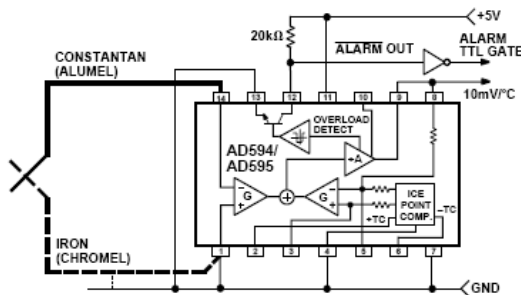 +5V
20kΩ
ALARM
TTL GATE
ALARM OUT
CONSTANTAN
(ALUMEL)
10mV/°C
14 13 12 11 10 9 8
OVERLOAD
DETECT
AD594/
AD595
+A
– G +
– G +
ICE
POINT
COMP.
+TC
–TC
IRON
(CHROMEL)
1 2 3 4 5 6 7
GND